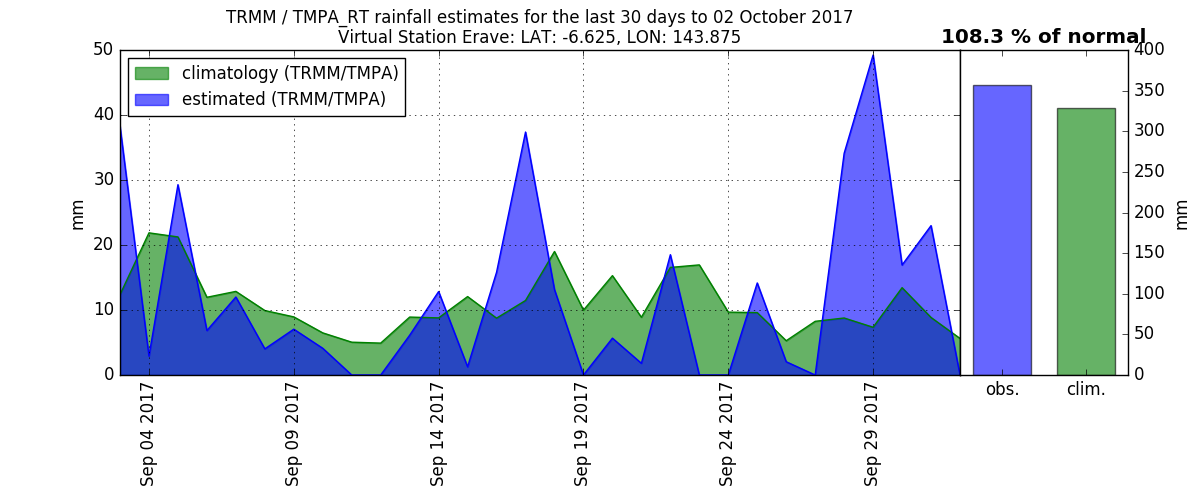 TRMM / TMPA_RT rainfall estimates for the last 30 days to 02 October 2017
Virtual Station Erave: LAT: -6.625, LON: 143.875
108.3 % of normal
climatology (TRMM/TMPA)
estimated (TRMM/TMPA)
50
40
30
20
10
0
mm
Sep 04 2017
Sep 09 2017
Sep 14 2017
Sep 19 2017
Sep 24 2017
Sep 29 2017
400
350
300
250
200
150
100
50
0
mm
obs.
clim.